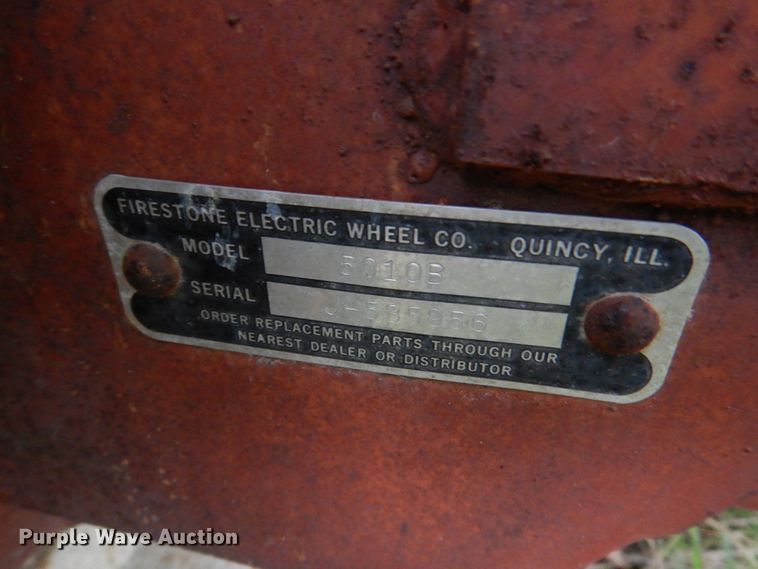 FIRESTONE ELECTRIC WHEEL CO. QUINCY, ILL.
MODEL 5010B
SERIAL
ORDER REPLACEMENT PARTS THROUGH OUR
NEAREST DEALER OR DISTRIBUTOR
Purple Wave Auction